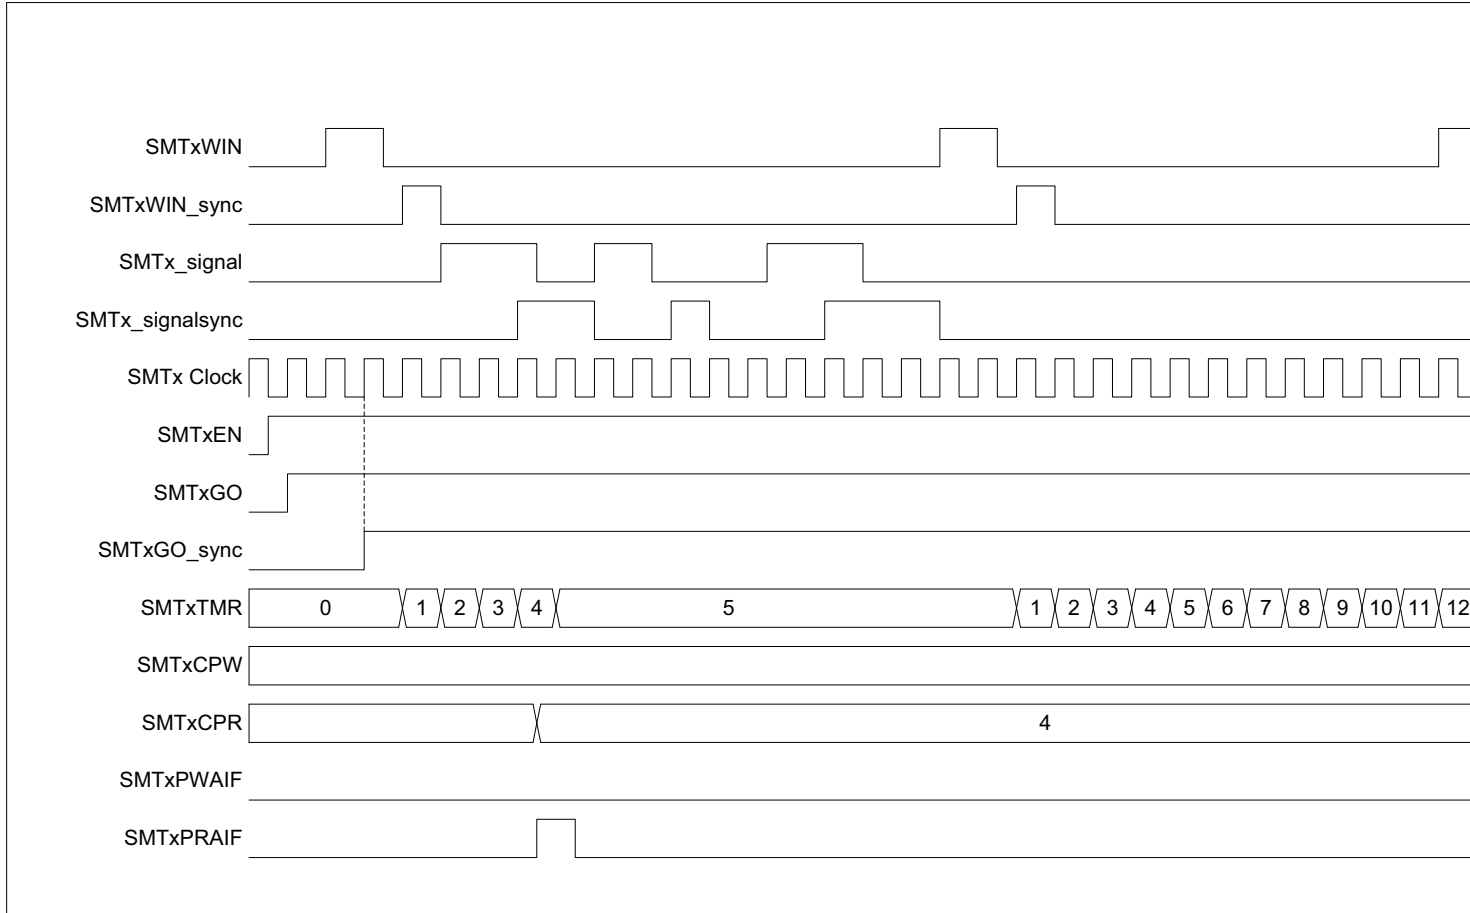 SMTxWIN
SMTxWIN_sync
SMTx_signal
SMTx_signalsync
SMTx Clock
SMTxEN
SMTxGO
SMTxGO_sync
SMTxTMR 0 1 2 3 4 5 1 2 3 4 5 6 7 8 9 10 11 12
SMTxCPW
SMTxCPR 4
SMTxPWAIF
SMTxPRAIF